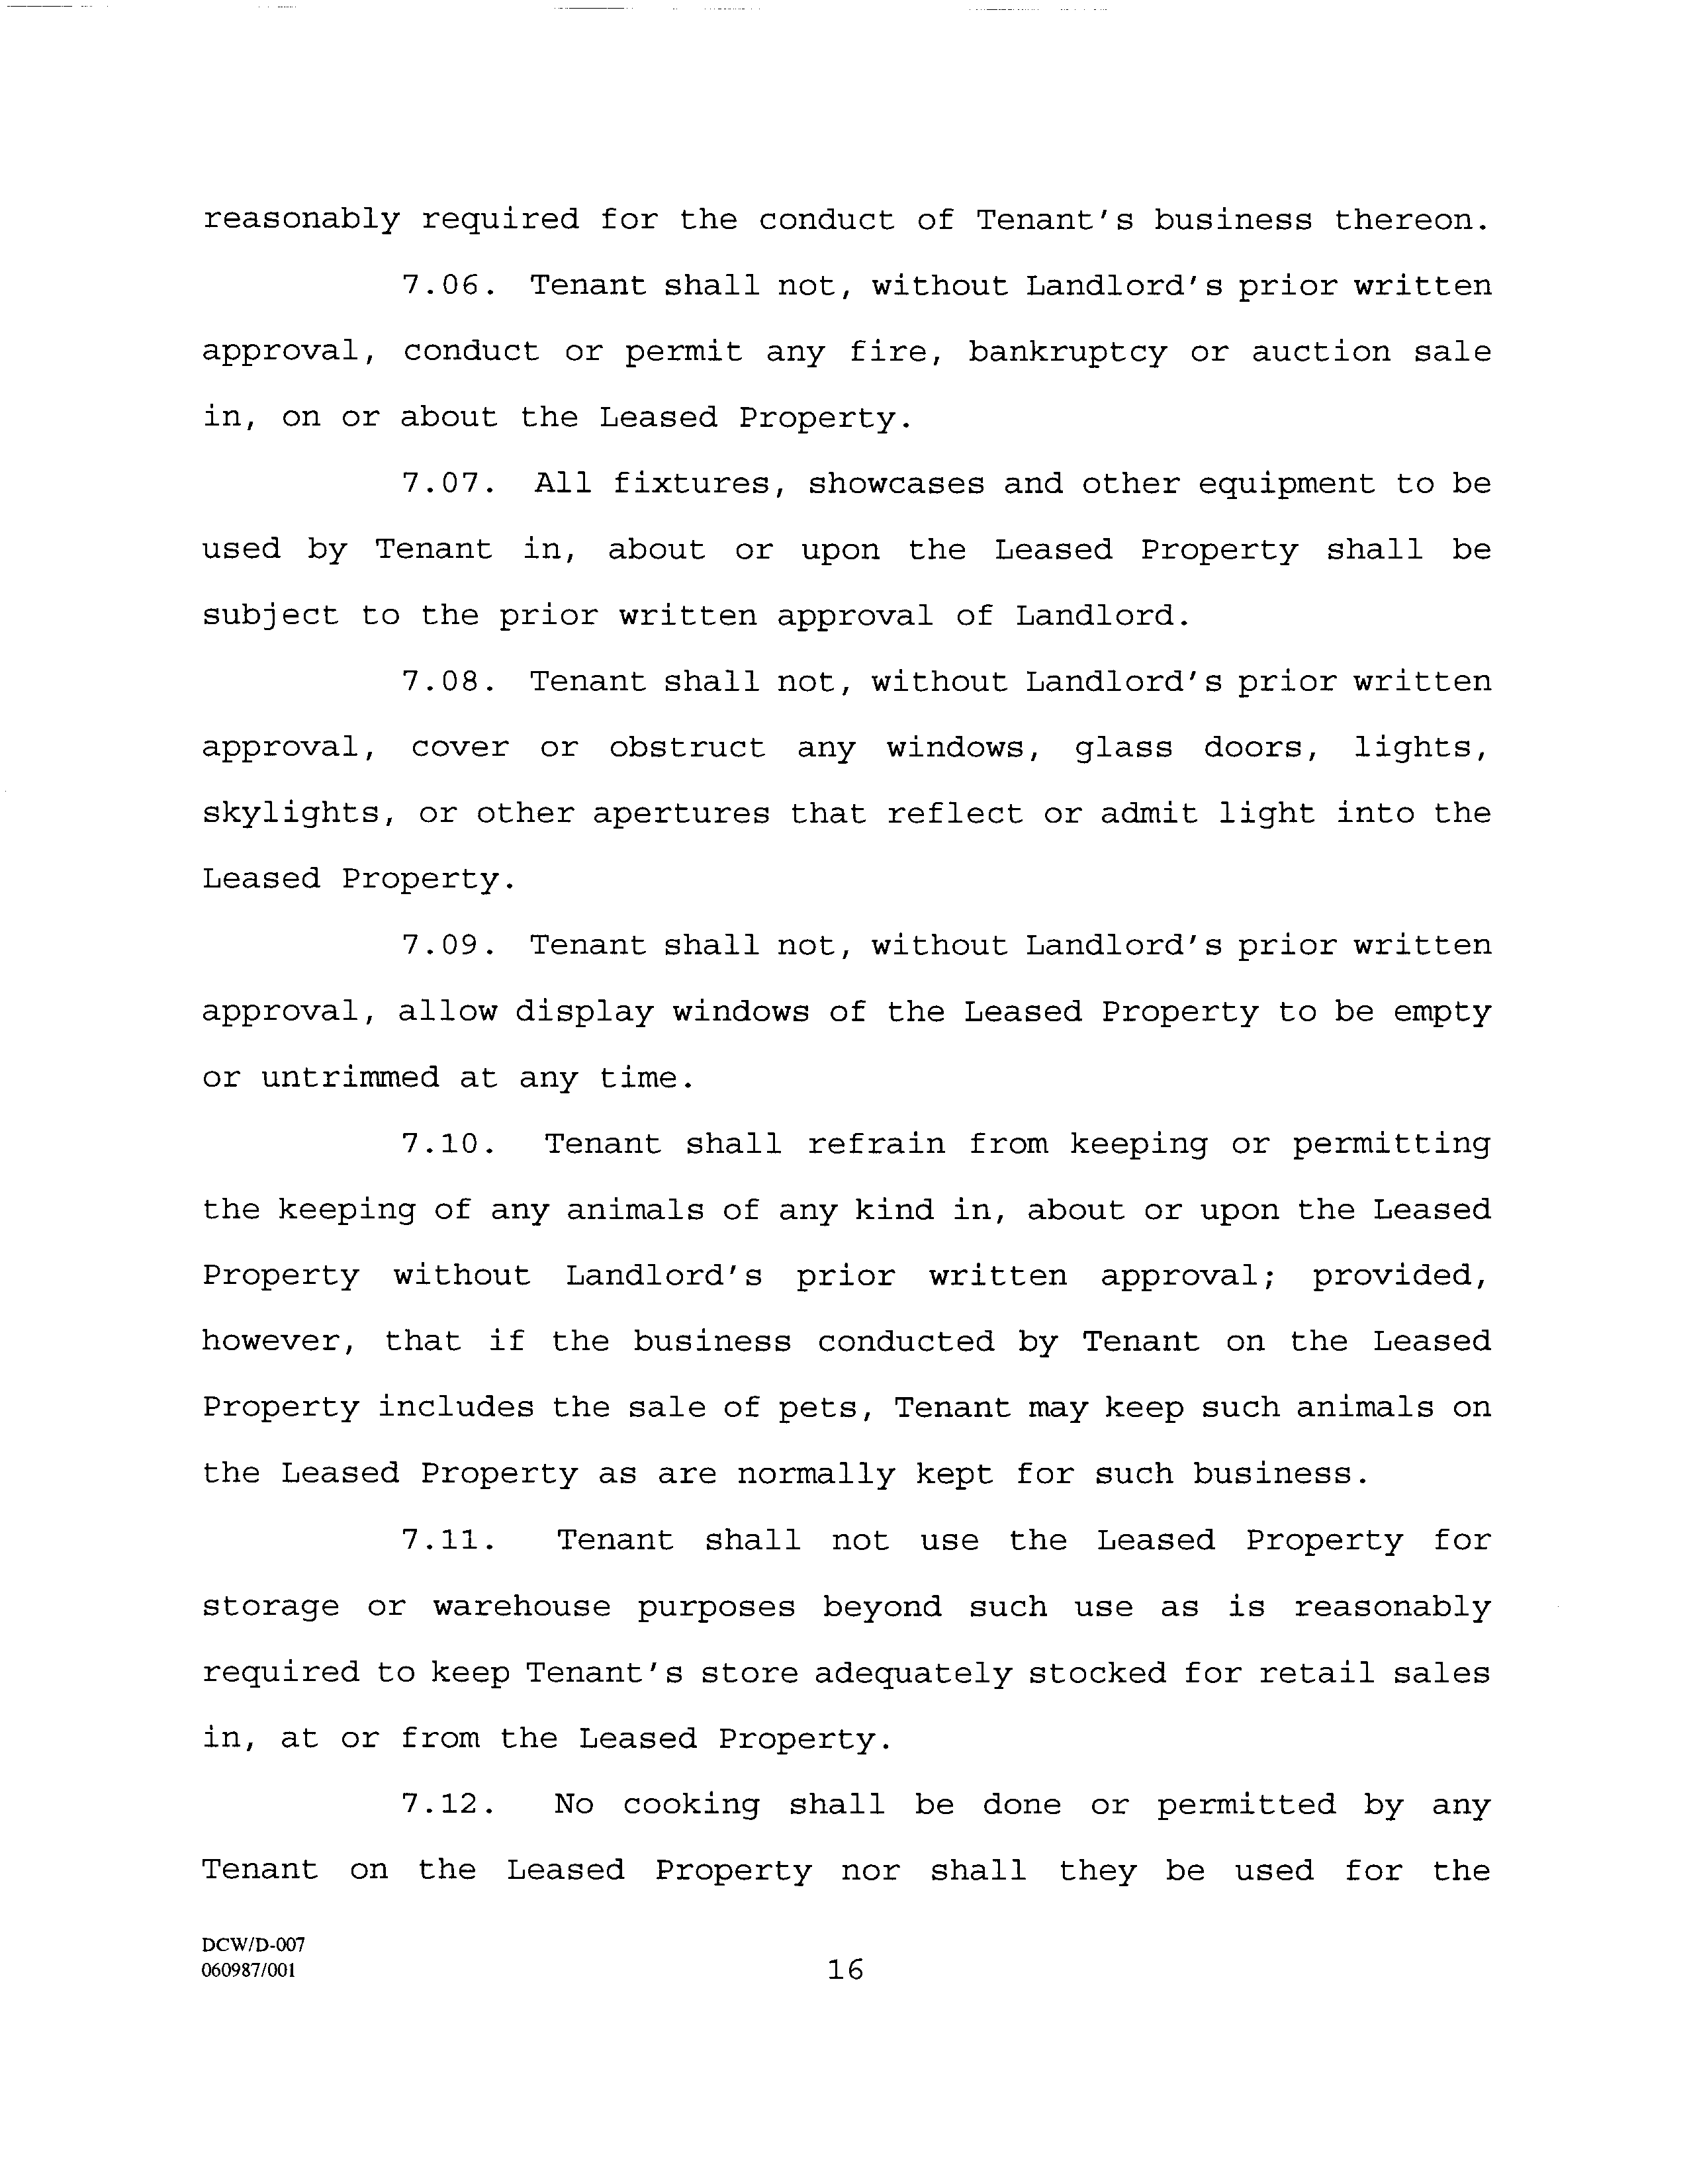 reasonably required for the conduct of Tenant's business thereon.
7.06. Tenant shall not, without Landlord's prior written
approval, conduct or permit any fire, bankruptcy or auction sale
in, on or about the Leased Property.
7.07. All fixtures, showcases and other equipment to be
used by Tenant in, about or upon the Leased Property shall be
subject to the prior written approval of Landlord.
7.08. Tenant shall not, without Landlord's prior written
approval, cover or obstruct any windows, glass doors, lights,
skylights, or other apertures that reflect or admit light into the
Leased Property.
7.09. Tenant shall not, without Landlord's prior written
approval, allow display windows of the Leased Property to be empty
or untrimmed at any time.
7.10. Tenant shall refrain from keeping or permitting
the keeping of any animals of any kind in, about or upon the Leased
Property without Landlord's prior written approval; provided,
however, that if the business conducted by Tenant on the Leased
Property includes the sale of pets, Tenant may keep such animals on
the Leased Property as are normally kept for such business.
7.11. Tenant shall not use the Leased Property for
storage or warehouse purposes beyond such use as is reasonably
required to keep Tenant's store adequately stocked for retail sales
in, at or from the Leased Property.
7.12. No cooking shall be done or permitted by any
Tenant on the Leased Property nor shall they be used for the
DCW/D-007
060987/001
16